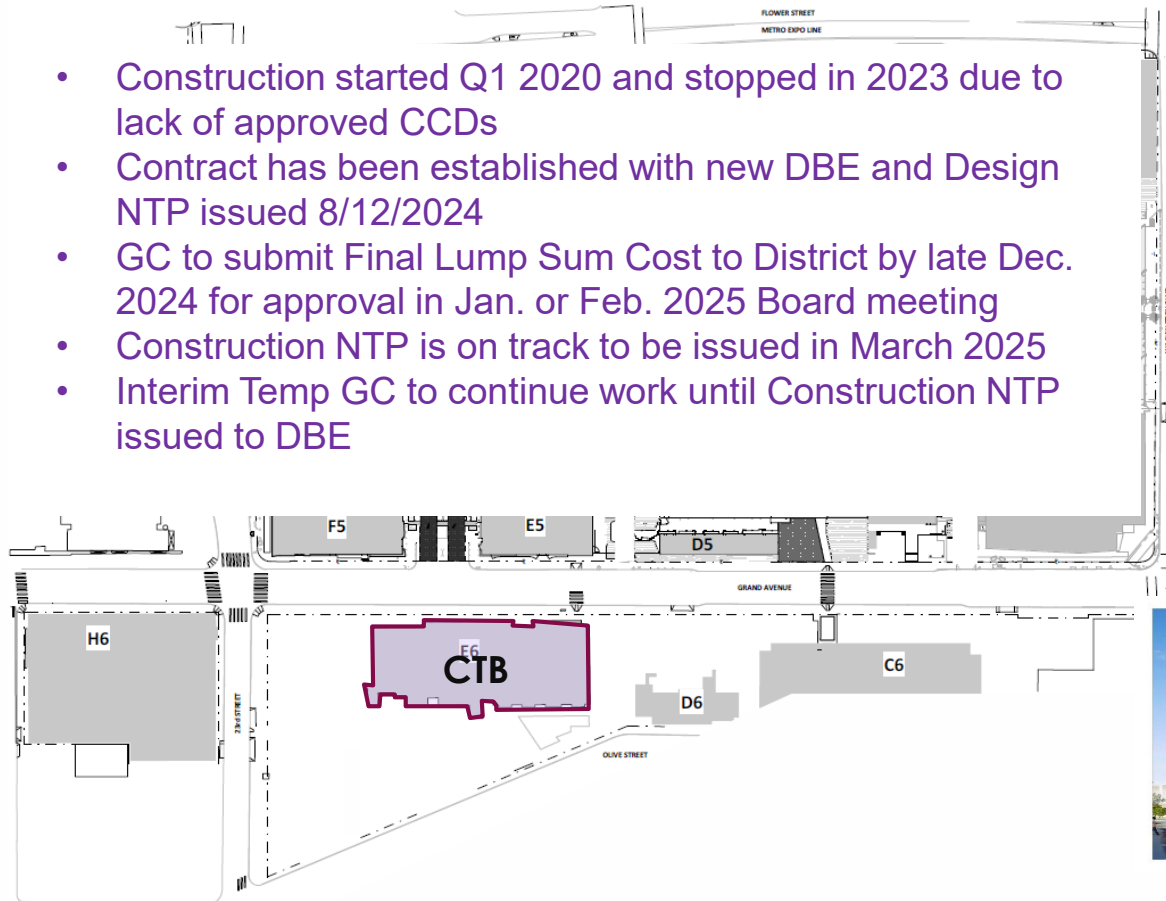 FLOWER STREET
METRO EXPO LINE
• Construction started Q1 2020 and stopped in 2023 due to
lack of approved CCDs
• Contract has been established with new DBE and Design
NTP issued 8/12/2024
• GC to submit Final Lump Sum Cost to District by late Dec.
2024 for approval in Jan. or Feb. 2025 Board meeting
• Construction NTP is on track to be issued in March 2025
• Interim Temp GC to continue work until Construction NTP
issued to DBE
F5
E5
D5
GRAND AVENUE
H6
E6
CTB
C6
D6
23rd STREET
OLIVE STREET